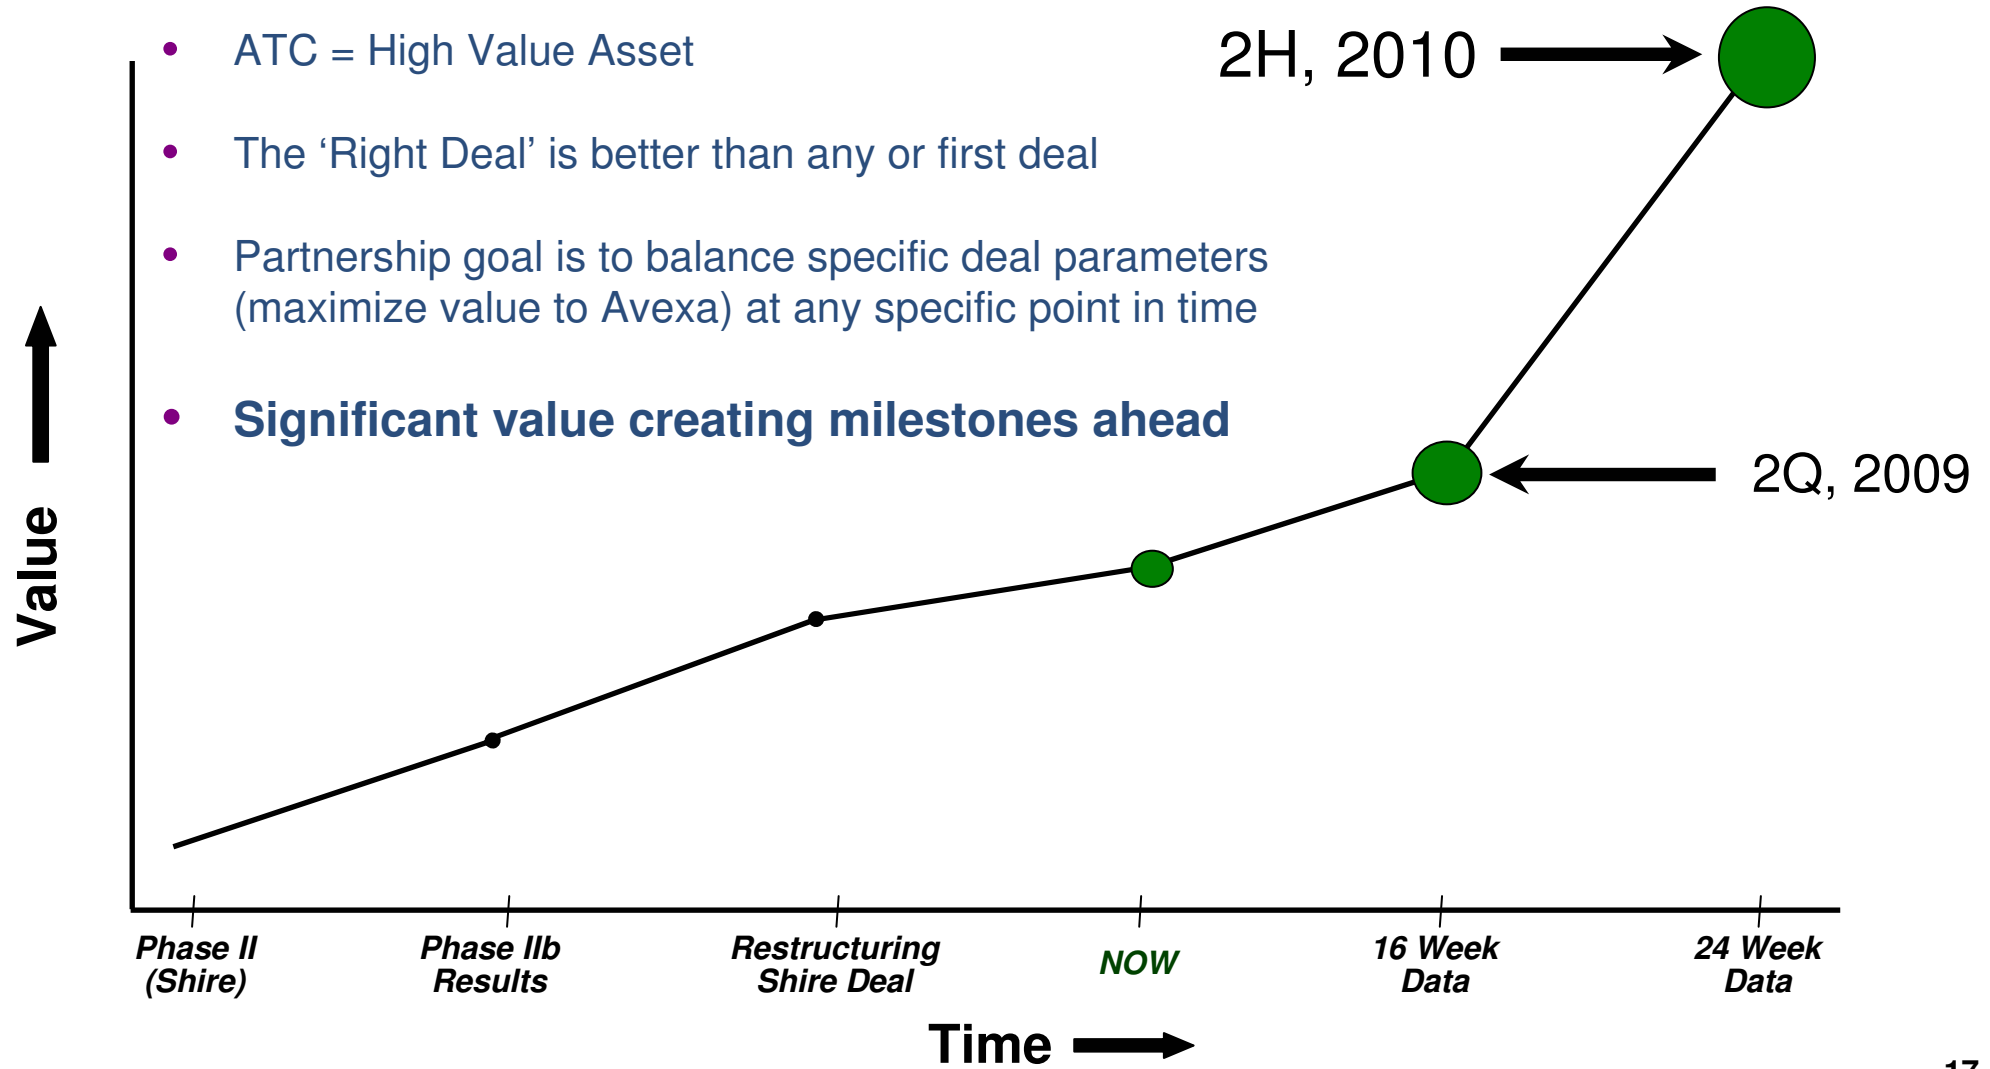 • ATC = High Value Asset
2H, 2010
• The ‘Right Deal’ is better than any or first deal
• Partnership goal is to balance specific deal parameters
(maximize value to Avexa) at any specific point in time
• Significant value creating milestones ahead
2Q, 2009
Value
Phase II
(Shire)
Phase IIb
Results
Restructuring
Shire Deal
NOW
16 Week
Data
24 Week
Data
Time
17